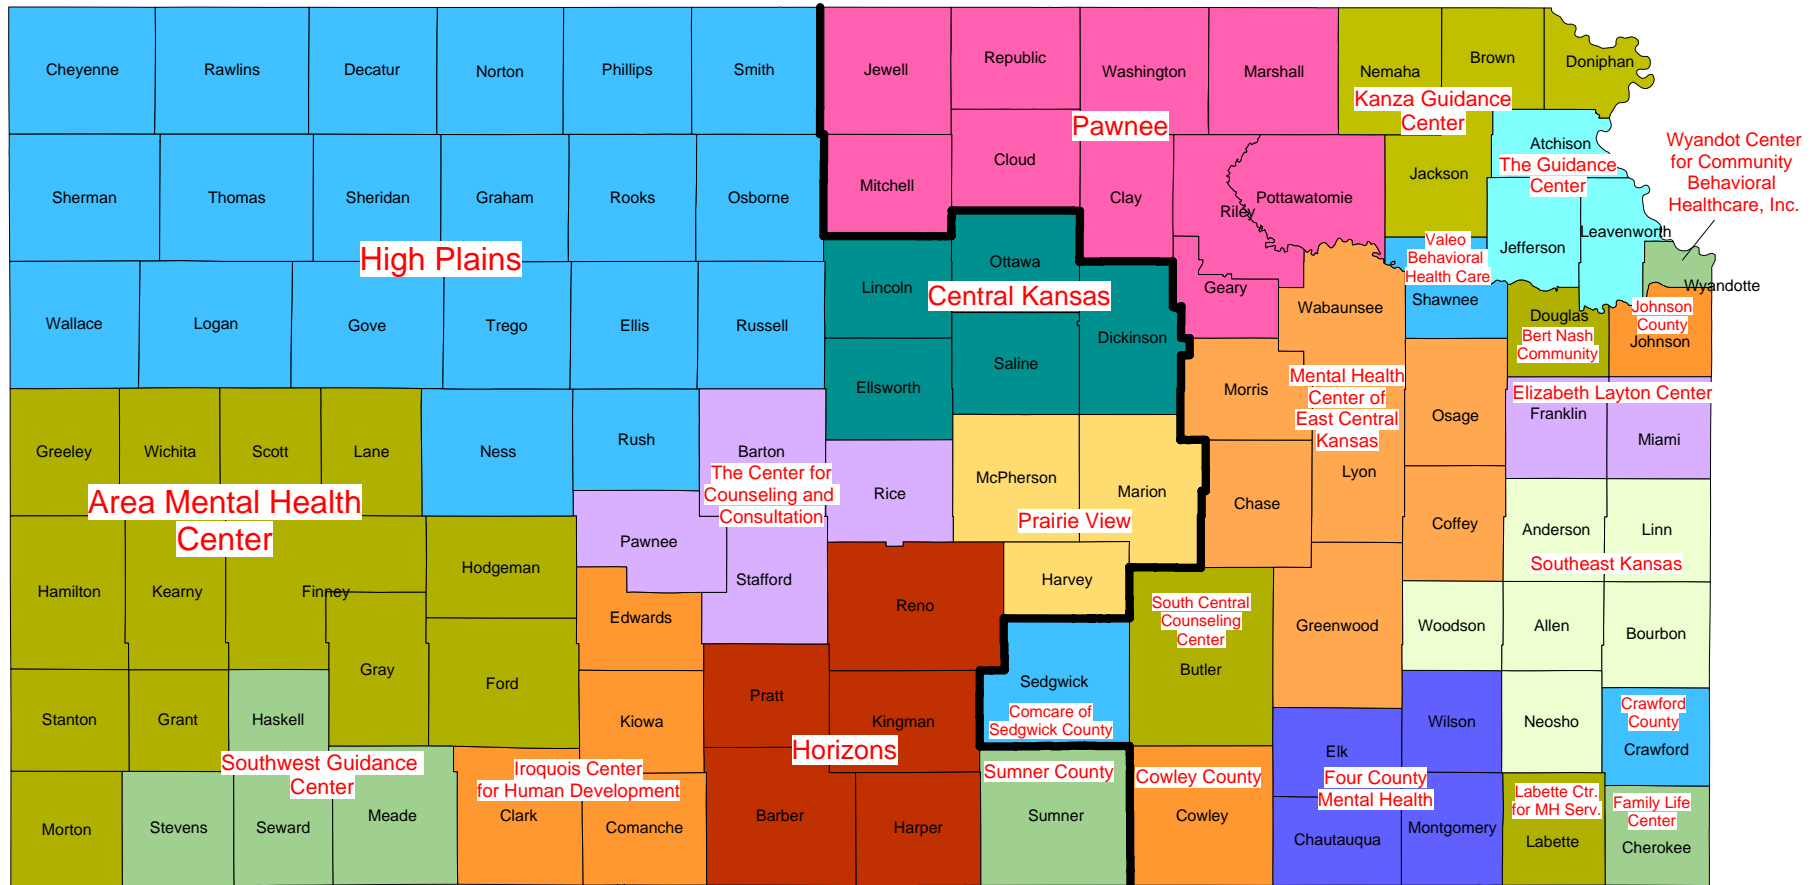 Cheyenne
Rawlins
Decatur
Norton
Phillips
Smith
Jewell
Republic
Washington
Marshall
Nemaha
Brown
Doniphan
Kanza Guidance
Center
Pawnee
Sherman
Thomas
Sheridan
Graham
Rooks
Osborne
Mitchell
Cloud
Clay
Riley
Pottawatomie
Jackson
Atchison
The Guidance
Center
Wyandot Center
for Community
Behavioral
Healthcare, Inc.
High Plains
Lincoln
Ottawa
Central Kansas
Geary
Wabaunsee
Valeo
Behavioral
Health Care
Shawnee
Jefferson
Leavenworth
Wyandotte
Wallace
Logan
Gove
Trego
Ellis
Russell
Ellsworth
Saline
Dickinson
Morris
Mental Health
Center of
East Central
Kansas
Osage
Douglas
Bert Nash
Community
Johnson
County
Johnson
Elizabeth Layton Center
Franklin
Miami
Greeley
Wichita
Scott
Lane
Ness
Rush
Barton
The Center for
Counseling and
Consultation
Rice
McPherson
Marion
Prairie View
Chase
Lyon
Coffey
Anderson
Linn
Southeast Kansas
Area Mental Health
Center
Hamilton
Kearny
Finney
Hodgeman
Pawnee
Stafford
Edwards
Reno
Harvey
South Central
Counseling
Center
Butler
Greenwood
Woodson
Allen
Bourbon
Stanton
Grant
Haskell
Gray
Ford
Kiowa
Pratt
Kingman
Sedgwick
Comcare of
Sedgwick County
Elk
Wilson
Neosho
Crawford
County
Crawford
Southwest Guidance
Center
Iroquois Center
for Human Development
Horizons
Sumner County
Cowley County
Four County
Mental Health
Labette Ctr.
for MH Serv.
Family Life
Center
Morton
Stevens
Seward
Meade
Clark
Comanche
Barber
Harper
Sumner
Cowley
Chautauqua
Montgomery
Labette
Cherokee